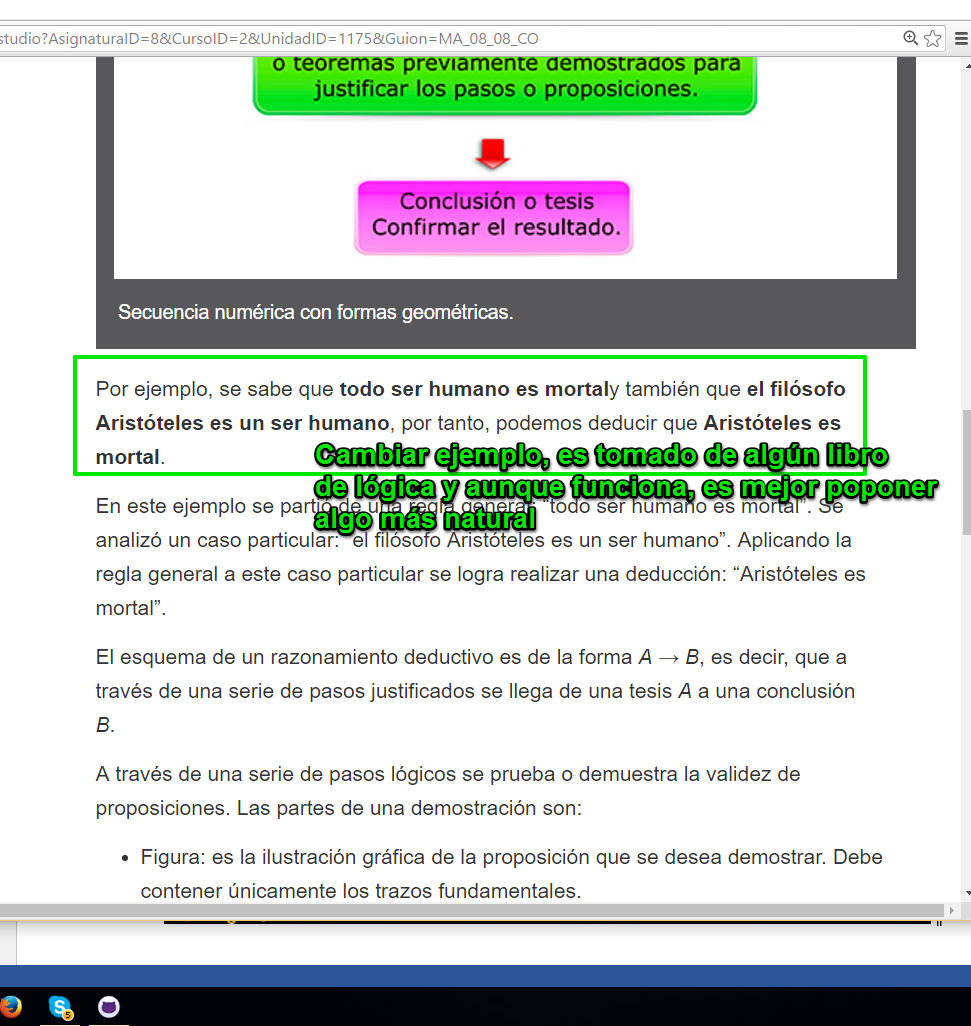 studio?AsignaturaID=8&CursoID=2&UnidadID=1175&Guion=MA_08_08_CO
o teoremas previamente demostrados para
justificar los pasos o proposiciones.
Conclusión o tesis
Confirmar el resultado.
Secuencia numérica con formas geométricas.
Por ejemplo, se sabe que todo ser humano es mortaly también que el filósofo
Aristóteles es un ser humano, por tanto, podemos deducir que Aristóteles es
mortal.
Cambiar ejemplo, es tomado de algún libro
de lógica y aunque funciona, es mejor poponer
algo más natural
En este ejemplo se partió de una regla general: “todo ser humano es mortal”. Se
analizó un caso particular: “el filósofo Aristóteles es un ser humano”. Aplicando la
regla general a este caso particular se logra realizar una deducción: “Aristóteles es
mortal”.
El esquema de un razonamiento deductivo es de la forma A → B, es decir, que a
través de una serie de pasos justificados se llega de una tesis A a una conclusión
B.
A través de una serie de pasos lógicos se prueba o demuestra la validez de
proposiciones. Las partes de una demostración son:
• Figura: es la ilustración gráfica de la proposición que se desea demostrar. Debe
contener únicamente los trazos fundamentales.
S
5